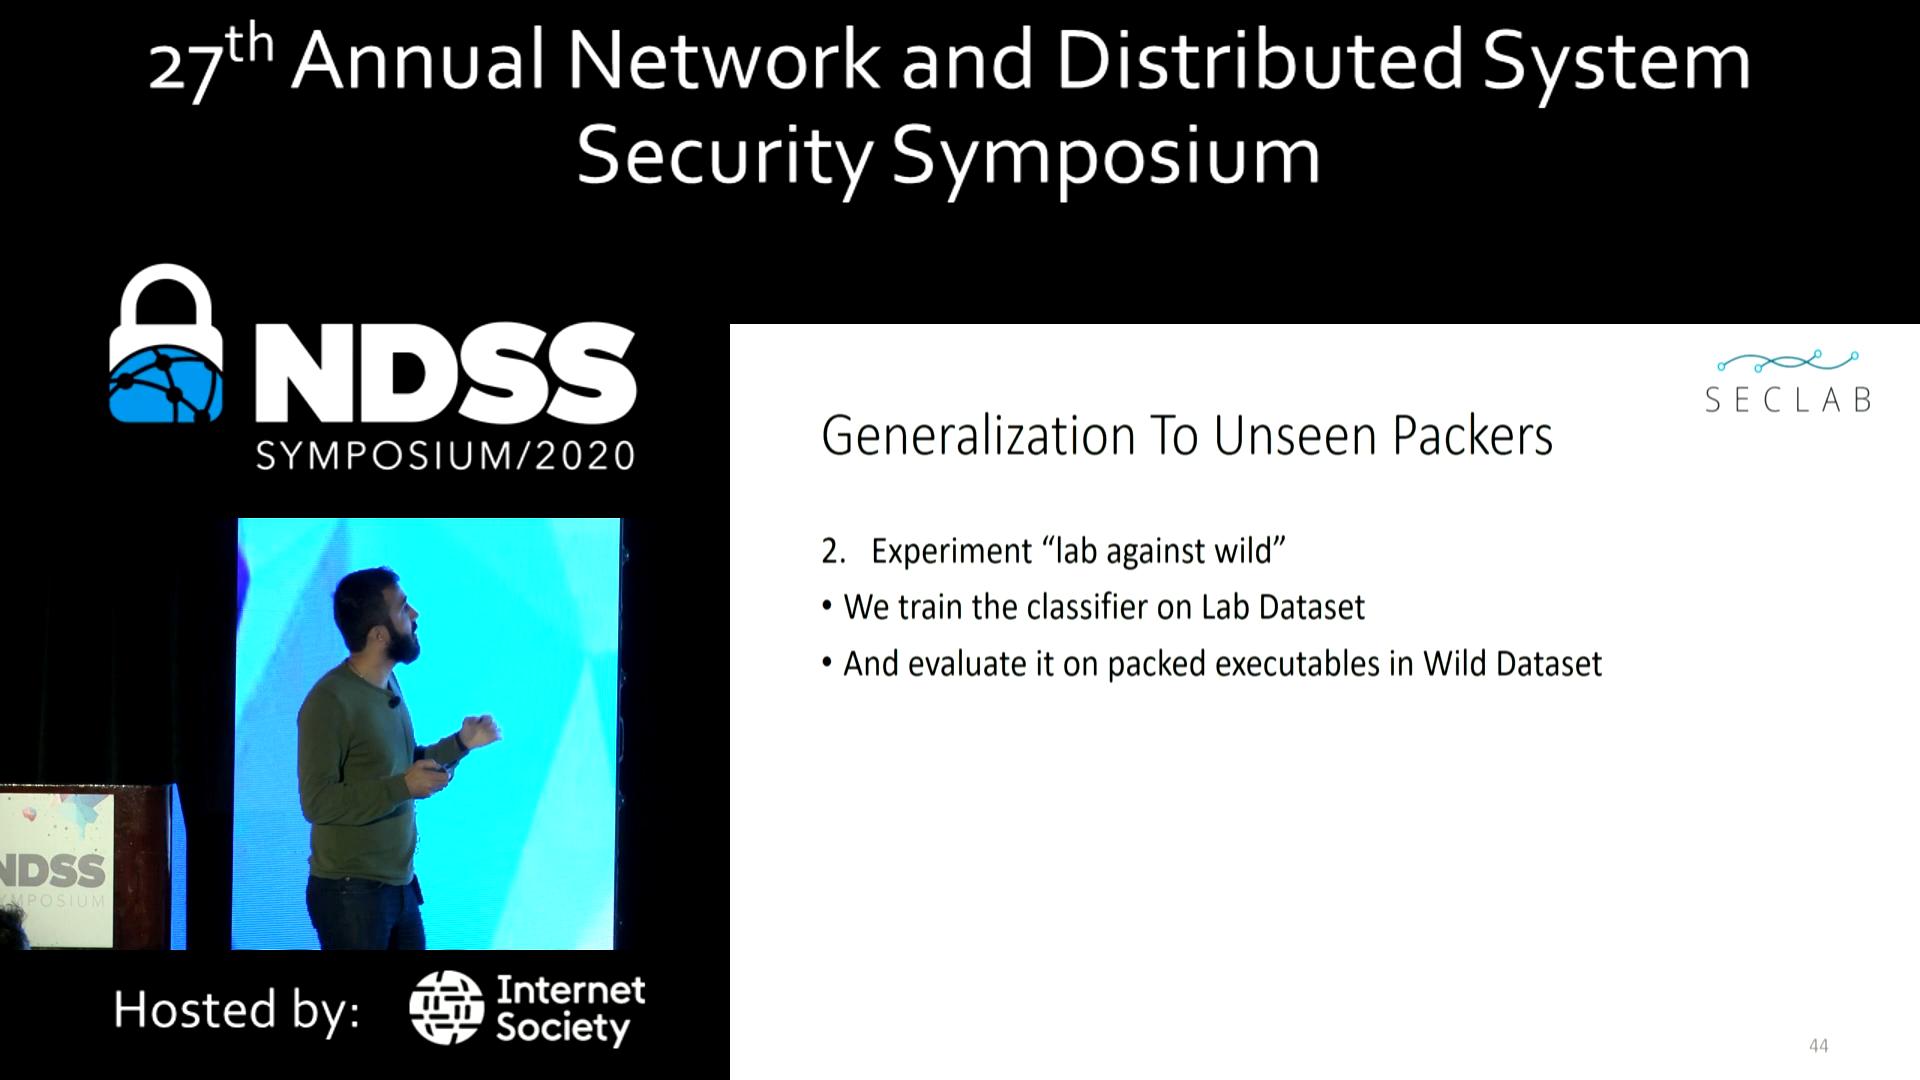 27th Annual Network and Distributed System
Security Symposium
NDSS
SYMPOSIUM/2020
SECLAB
Generalization To Unseen Packers
2. Experiment “lab against wild”
• We train the classifier on Lab Dataset
• And evaluate it on packed executables in Wild Dataset
NDSS
YMPOSIUM
Hosted by:
Internet
Society
44